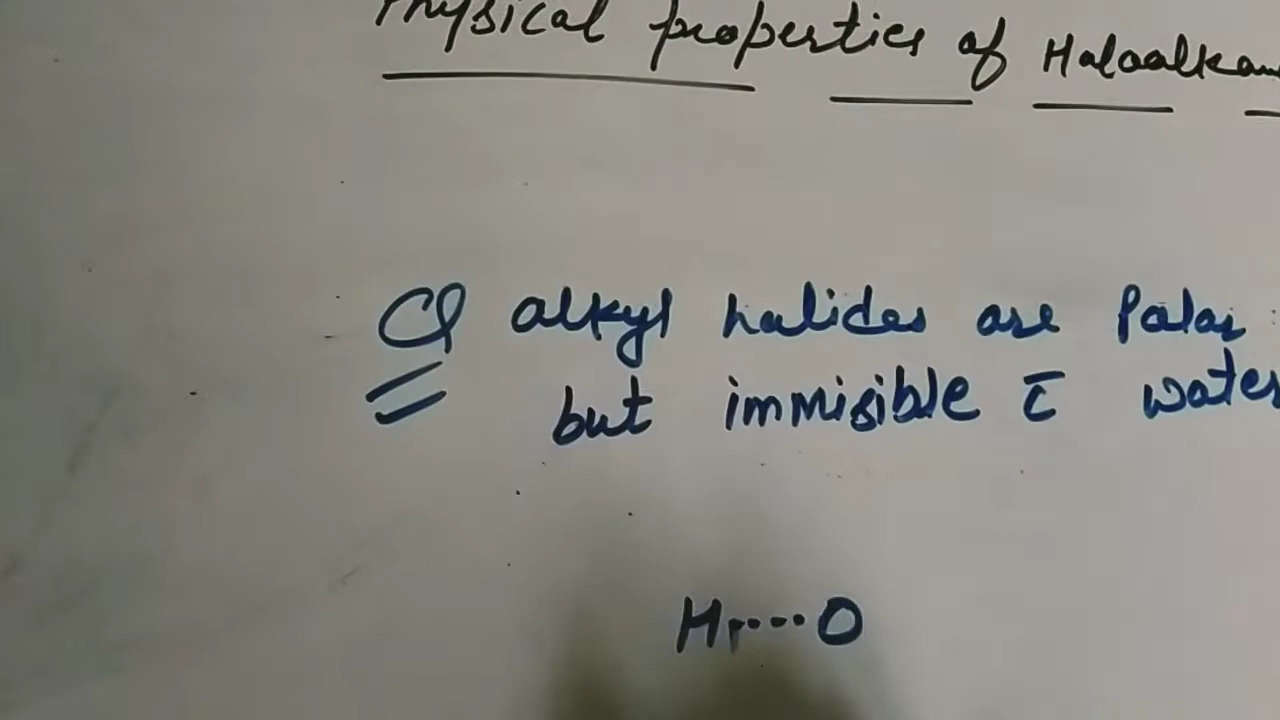 Physical properties of Haloalkan
Q alkyl halides are Polar
but immisible c̄ water
H....O